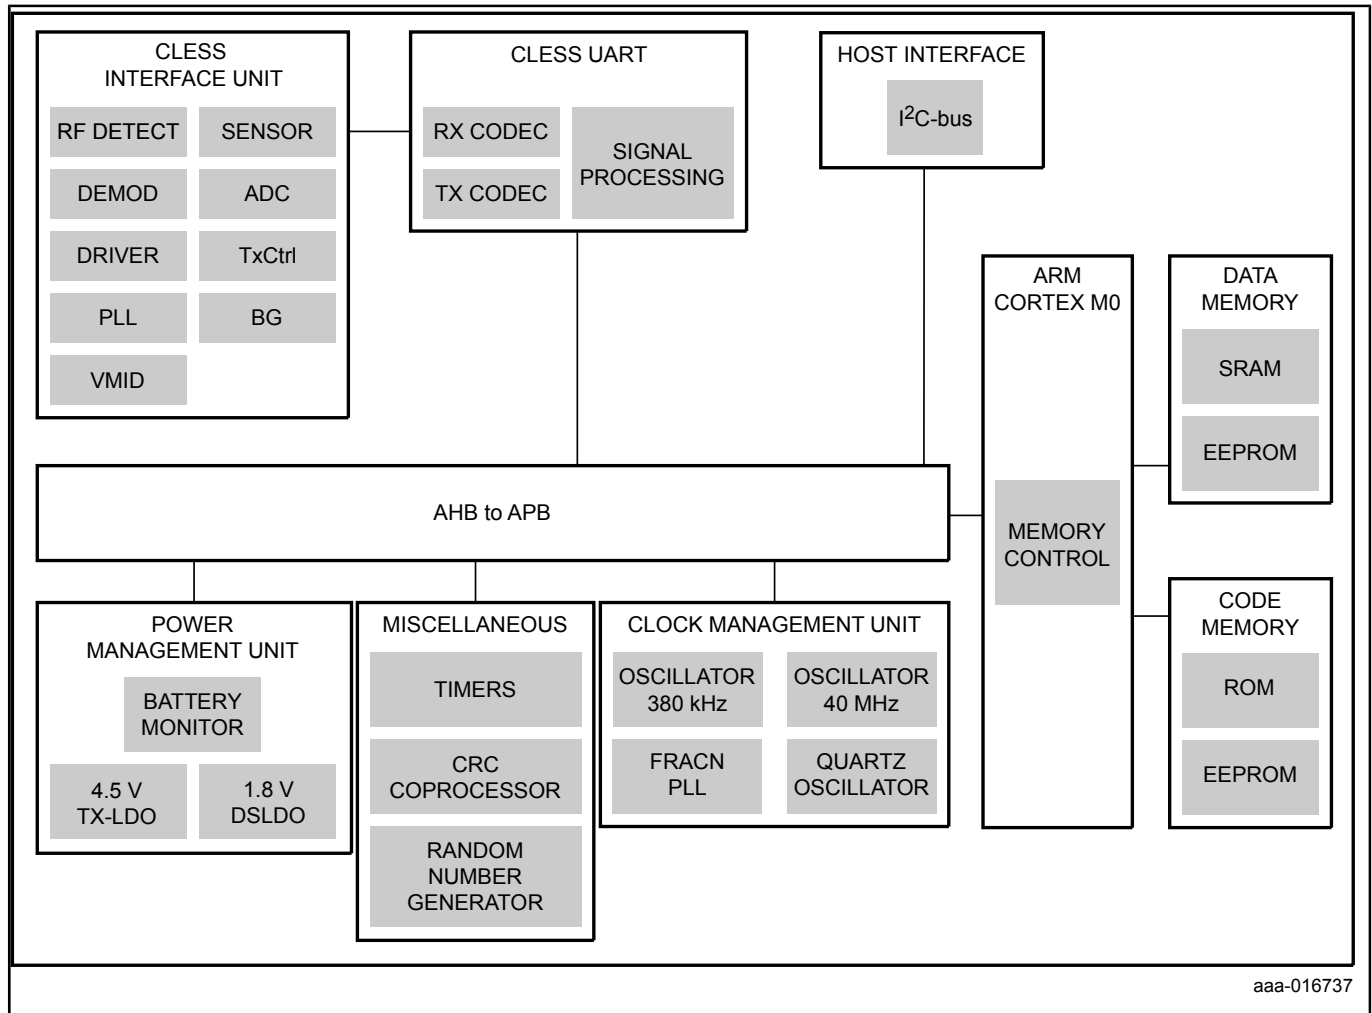 CLESS
INTERFACE UNIT
RF DETECT
SENSOR
DEMOD
ADC
DRIVER
TxCtrl
PLL
BG
VMID
CLESS UART
RX CODEC
TX CODEC
SIGNAL
PROCESSING
HOST INTERFACE
I²C-bus
ARM
CORTEX M0
MEMORY
CONTROL
DATA
MEMORY
SRAM
EEPROM
AHB to APB
CODE
MEMORY
ROM
EEPROM
POWER
MANAGEMENT UNIT
BATTERY
MONITOR
4.5 V
TX-LDO
1.8 V
DSLDO
MISCELLANEOUS
TIMERS
CRC
COPROCESSOR
RANDOM
NUMBER
GENERATOR
CLOCK MANAGEMENT UNIT
OSCILLATOR
380 kHz
OSCILLATOR
40 MHz
FRACN
PLL
QUARTZ
OSCILLATOR
aaa-016737